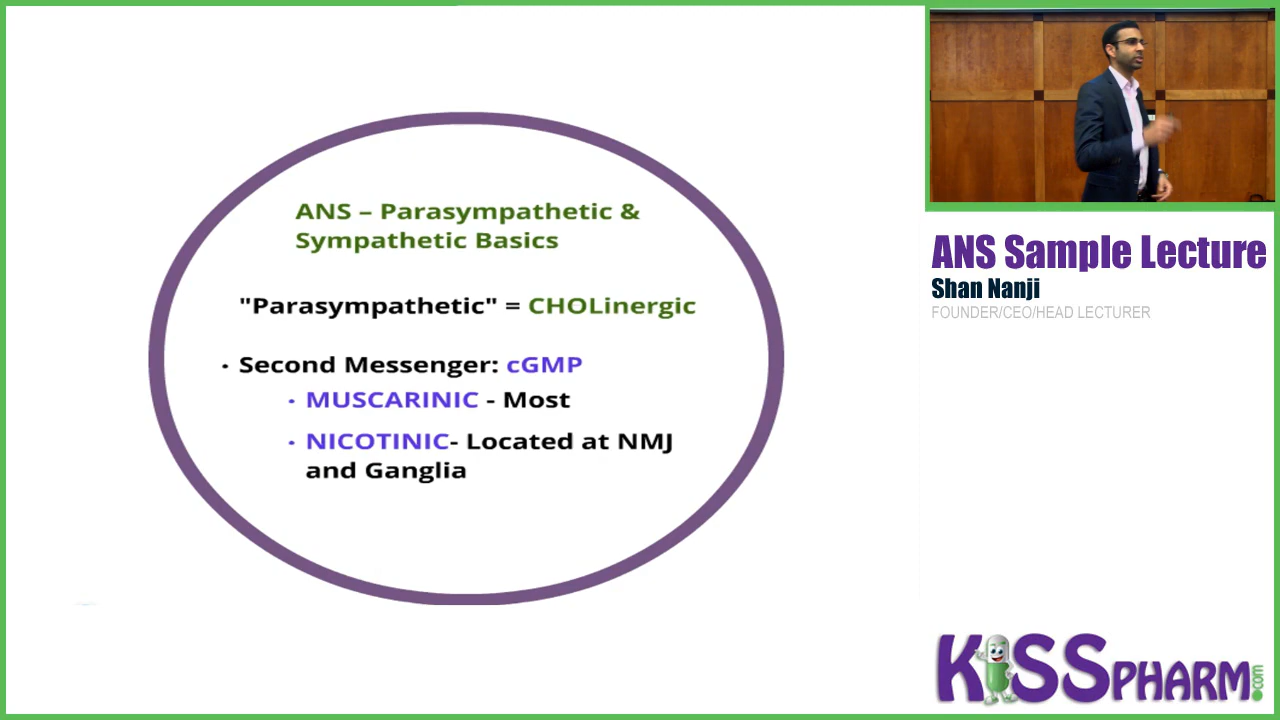 ANS – Parasympathetic &
Sympathetic Basics
"Parasympathetic" = CHOLinergic
· Second Messenger: cGMP
· MUSCARINIC - Most
· NICOTINIC- Located at NMJ
and Ganglia
ANS Sample Lecture
Shan Nanji
FOUNDER/CEO/HEAD LECTURER
KiSSPHARM.com